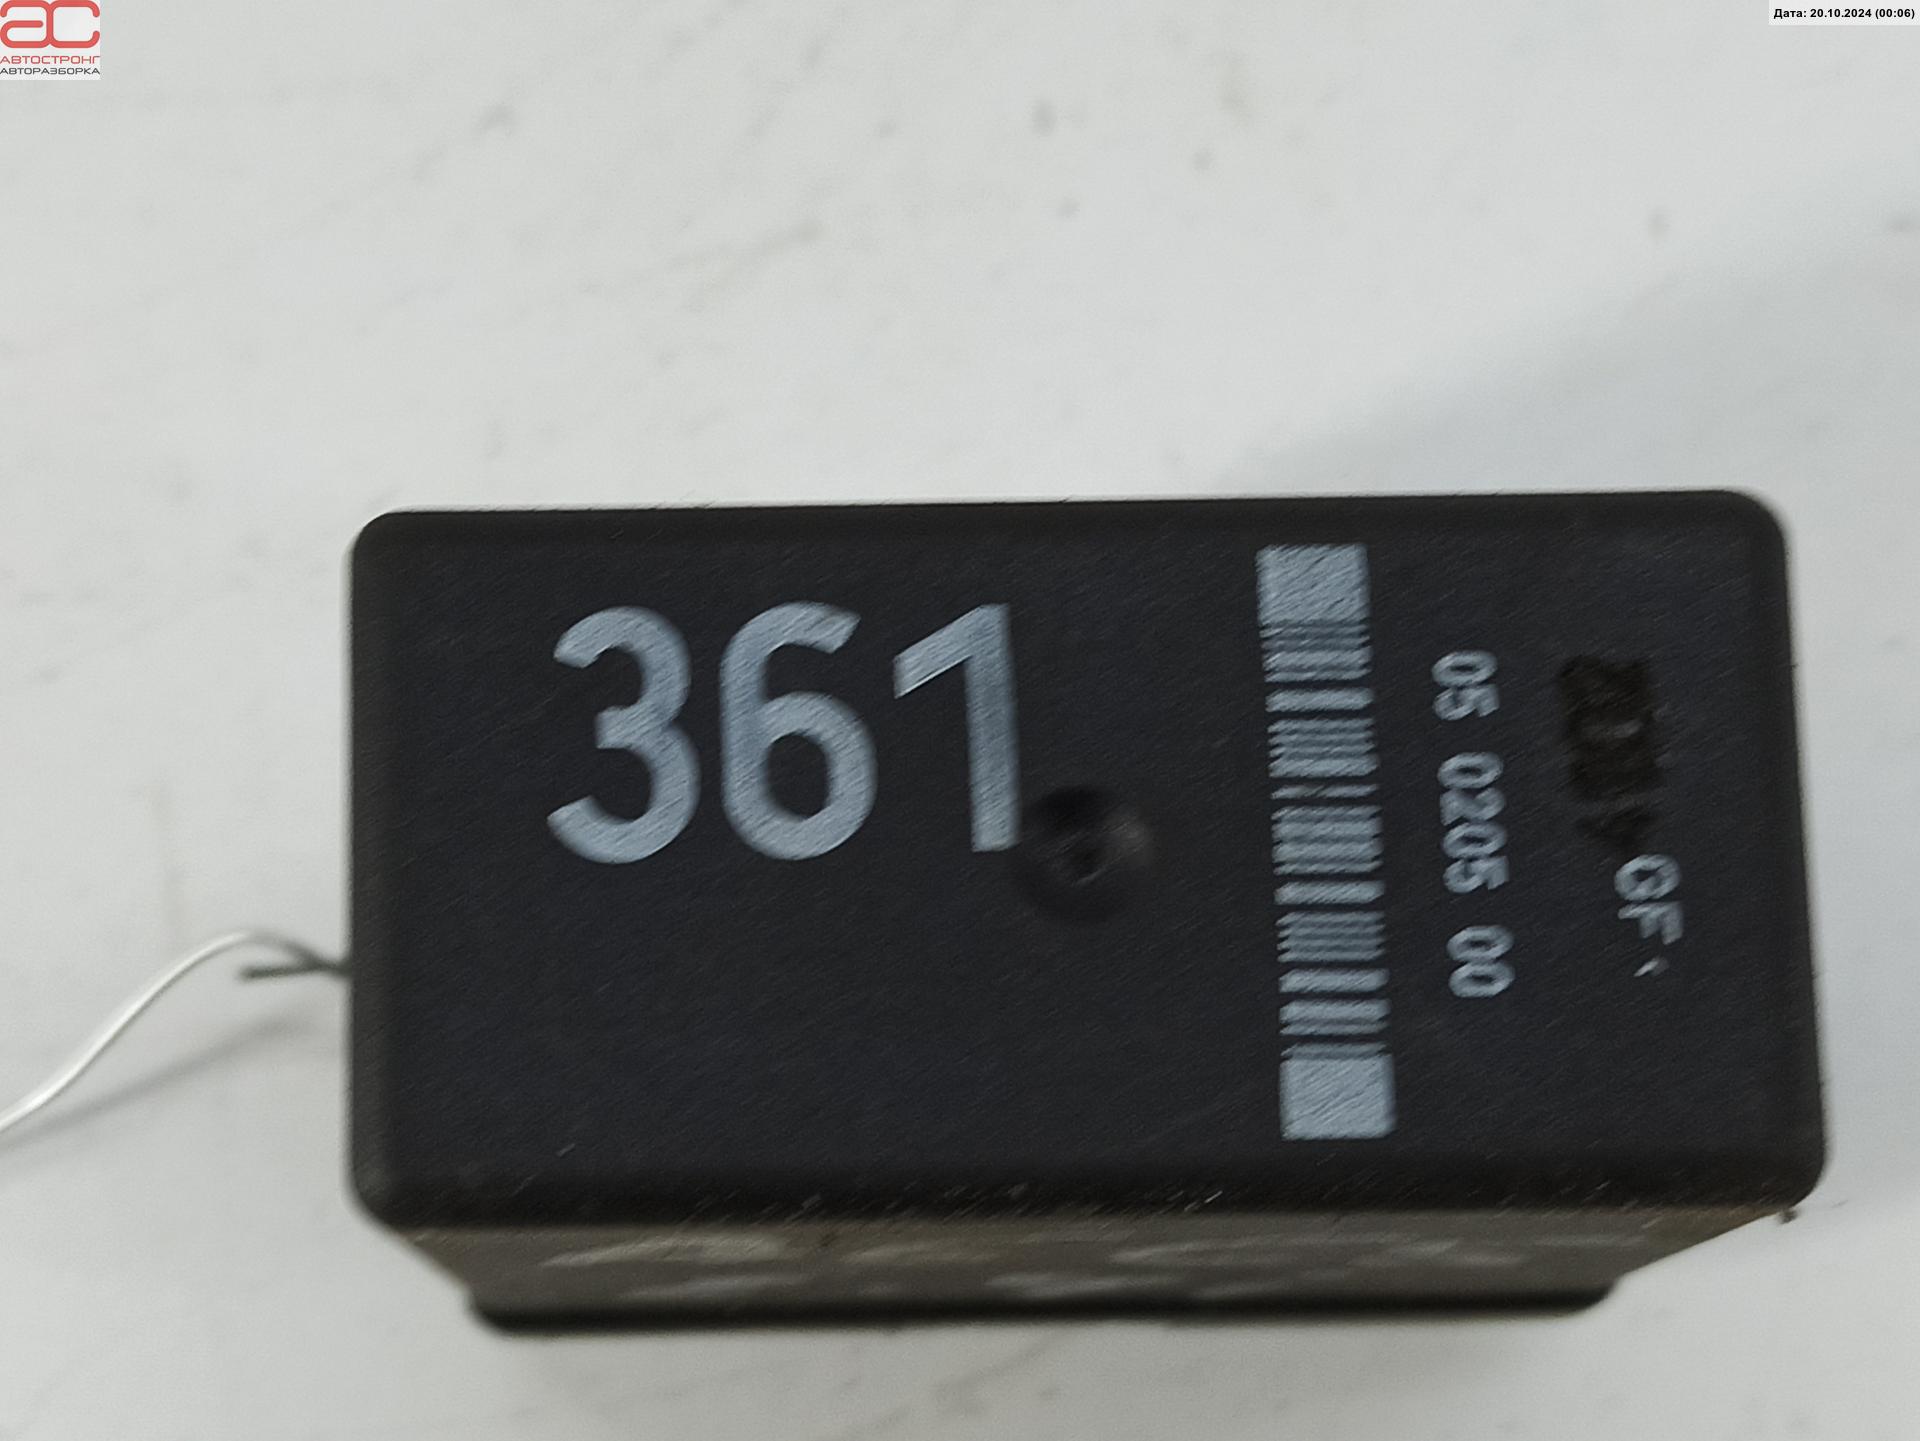 ас
АВТОСТРОНГ
АВТОРАЗБОРКА
Дата: 20.10.2024 (00:06)
361
05 0205 00
GF